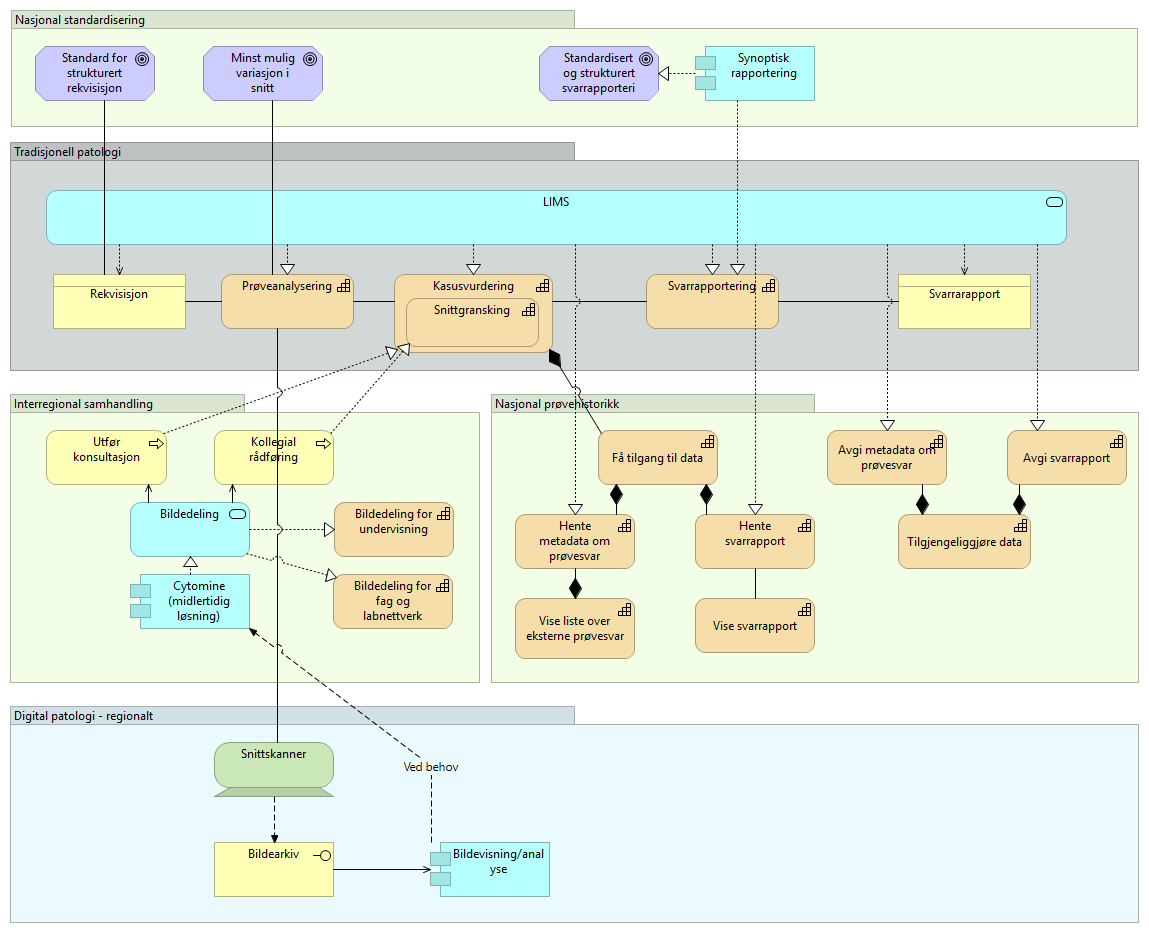 Nasjonal standardisering
Standard for
strukturert
rekvisisjon
Minst mulig
variasjon i
snitt
Standardisert
og strukturert
svarrapporteri
Synoptisk
rapportering
Tradisjonell patologi
LIMS
Rekvisisjon
Prøveanalysering
Kasusvurdering
Snittgransking
Svarrapportering
Svarrarapport
Interregional samhandling
Utfør
konsultasjon
Kollegial
rådføring
Bildedeling
Bildedeling for
undervisning
Cytomine
(midlertidig
løsning)
Bildedeling for
fag og
labnettverk
Nasjonal prøvehistorikk
Få tilgang til data
Avgi metadata om
prøvesvar
Avgi svarrapport
Hente
metadata om
prøvesvar
Hente
svarrapport
Tilgjengeliggjøre data
Vise liste over
eksterne prøvesvar
Vise svarrapport
Digital patologi - regionalt
Snittskanner
Ved behov
Bildearkiv
Bildevisning/anal
yse